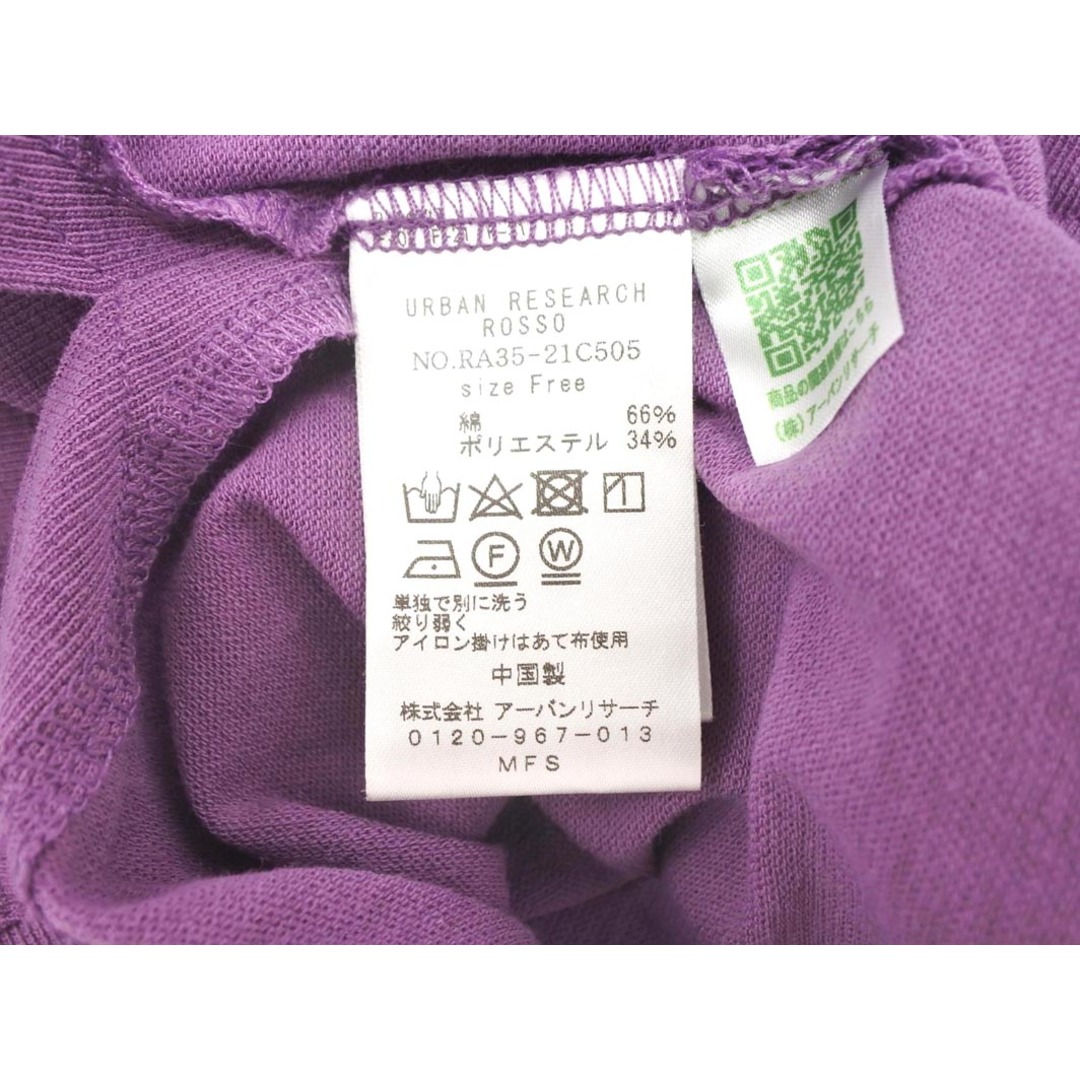 URBAN RESEARCH
ROSSO
NO.RA35-21C505
size Free
綿 66%
ポリエステル 34%
F W
単独で別に洗う
絞り弱く
アイロン掛けはあて布使用
中国製
株式会社 アーバンリサーチ
0120-967-013
MFS
商品の関連情報はこちら
(株)アーバンリサーチ